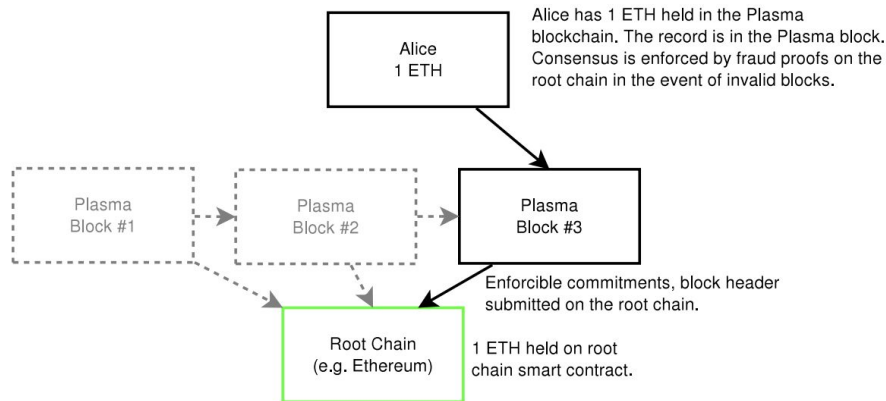 Alice has 1 ETH held in the Plasma
blockchain. The record is in the Plasma block.
Consensus is enforced by fraud proofs on the
root chain in the event of invalid blocks.
Alice
1 ETH
Plasma
Block #1
Plasma
Block #2
Plasma
Block #3
Enforcible commitments, block header
submitted on the root chain.
Root Chain
(e.g. Ethereum)
1 ETH held on root
chain smart contract.